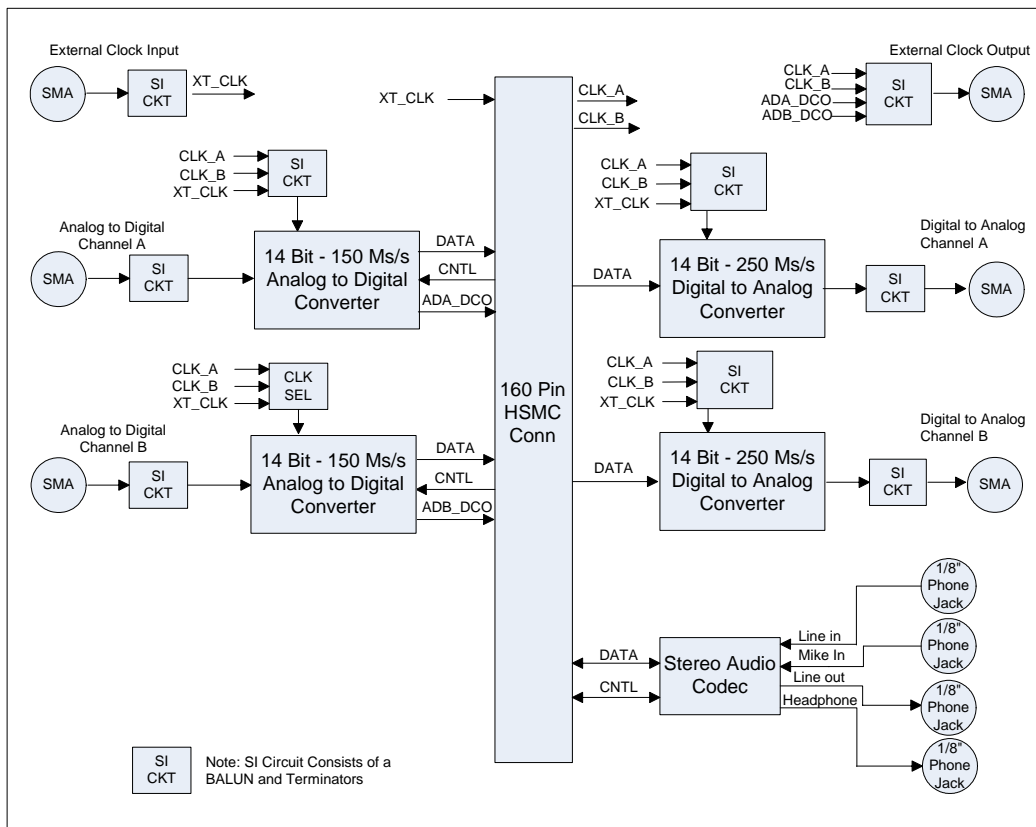 External Clock Input
SMA
SI
CKT
XT_CLK
XT_CLK
CLK_A
CLK_B
External Clock Output
CLK_A
CLK_B
ADA_DCO
ADB_DCO
SI
CKT
SMA
CLK_A
CLK_B
XT_CLK
SI
CKT
Analog to Digital
Channel A
SMA
SI
CKT
14 Bit - 150 Ms/s
Analog to Digital
Converter
DATA
CNTL
ADA_DCO
CLK_A
CLK_B
XT_CLK
SI
CKT
DATA
14 Bit - 250 Ms/s
Digital to Analog
Converter
SI
CKT
Digital to Analog
Channel A
SMA
CLK_A
CLK_B
XT_CLK
CLK
SEL
Analog to Digital
Channel B
SMA
SI
CKT
14 Bit - 150 Ms/s
Analog to Digital
Converter
DATA
CNTL
ADB_DCO
160 Pin
HSMC
Conn
CLK_A
CLK_B
XT_CLK
SI
CKT
DATA
14 Bit - 250 Ms/s
Digital to Analog
Converter
SI
CKT
Digital to Analog
Channel B
SMA
DATA
CNTL
Stereo Audio
Codec
Line in
Mike In
Line out
Headphone
1/8"
Phone
Jack
1/8"
Phone
Jack
1/8"
Phone
Jack
1/8"
Phone
Jack
SI
CKT
Note: SI Circuit Consists of a
BALUN and Terminators